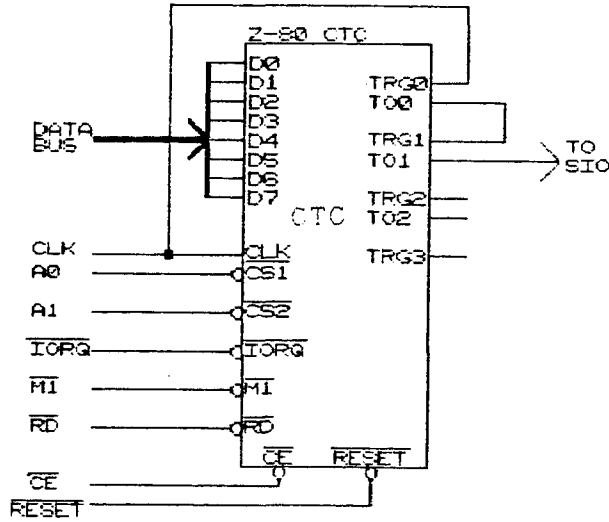 Z-80 CTC
D0
D1
D2
D3
D4
D5
D6
D7
DATA
BUS
TRG0
TO0
TRG1
TO1
TO
SIO
TRG2
TO2
TRG3
CTC
CLK
CLK
A0
CS1
A1
CS2
IORQ
IORQ
M1
M1
RD
RD
CE
RESET
CE
RESET